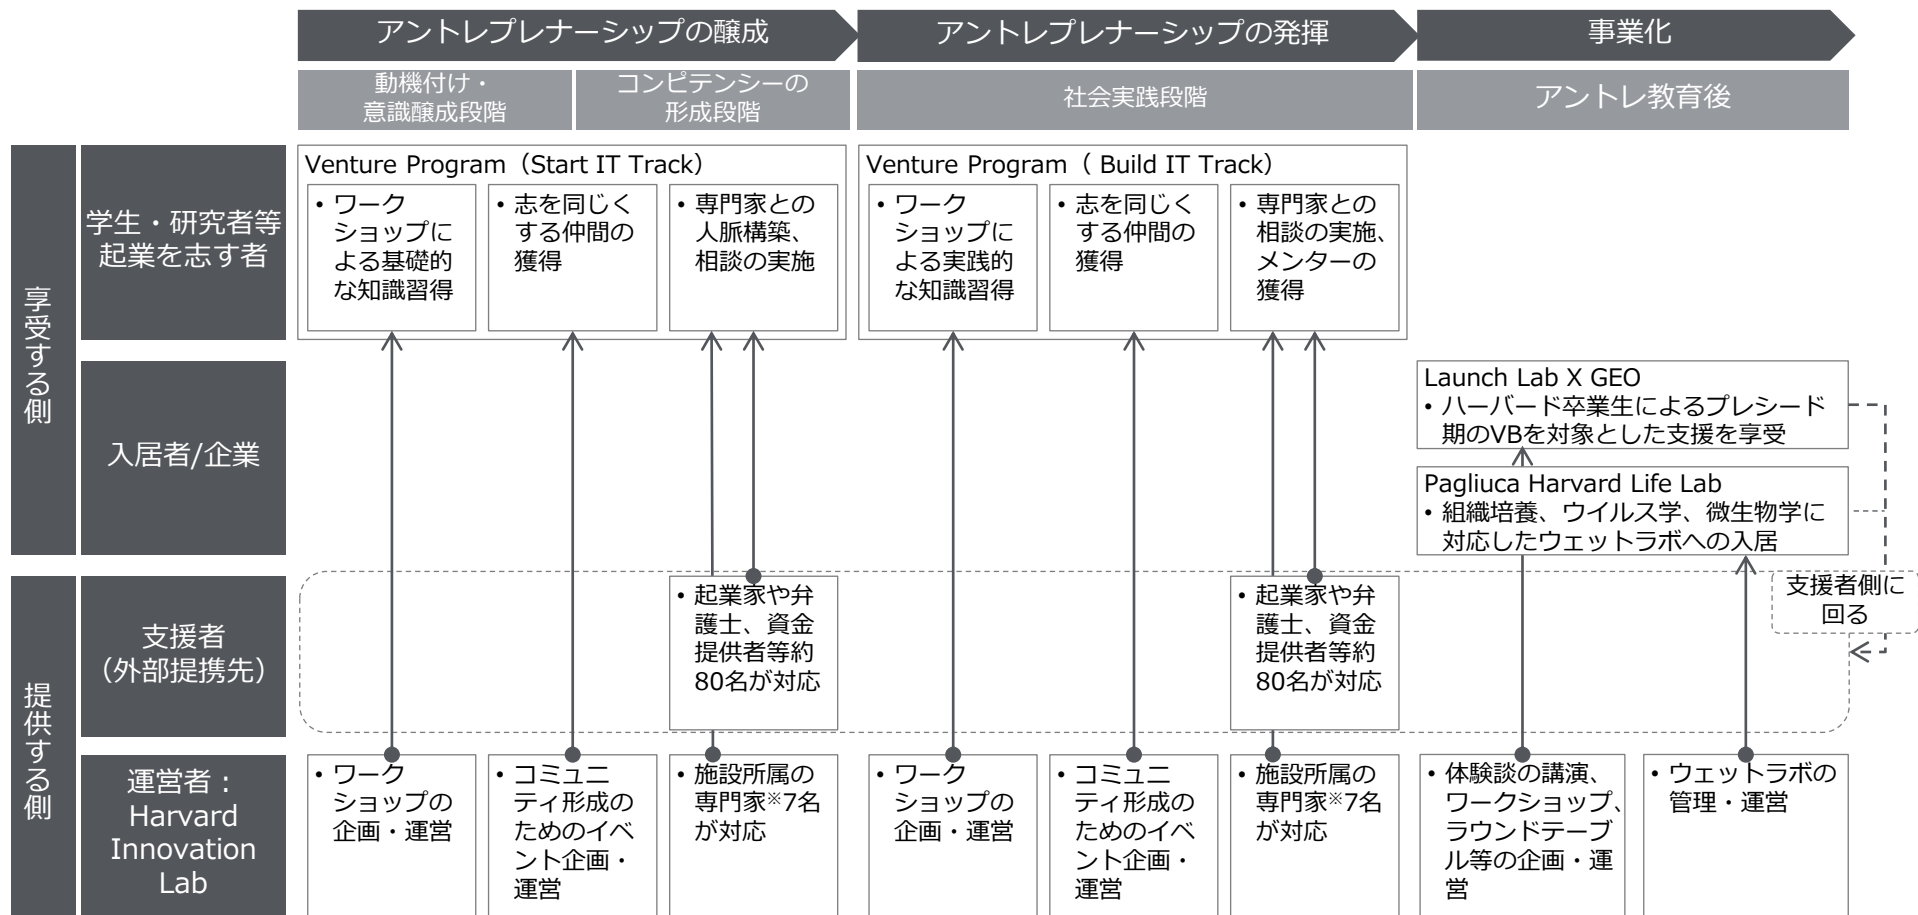 アントレプレナーシップの醸成
アントレプレナーシップの発揮
事業化
動機付け・
意識醸成段階
コンピテンシーの
形成段階
社会実践段階
アントレ教育後
享受する側
学生・研究者等
起業を志す者
Venture Program（Start IT Track）
• ワーク
ショップに
よる基礎的
な知識習得
• 志を同じく
する仲間の
獲得
• 専門家との
人脈構築、
相談の実施
Venture Program（ Build IT Track）
• ワーク
ショップに
よる実践的
な知識習得
• 志を同じく
する仲間の
獲得
• 専門家との
相談の実施、
メンターの
獲得
入居者/企業
Launch Lab X GEO
• ハーバード卒業生によるプレシード
期のVBを対象とした支援を享受
Pagliuca Harvard Life Lab
• 組織培養、ウイルス学、微生物学に
対応したウェットラボへの入居
提供する側
支援者
（外部提携先）
• 起業家や弁
護士、資金
提供者等約
80名が対応
• 起業家や弁
護士、資金
提供者等約
80名が対応
支援者側に
回る
運営者：
Harvard
Innovation
Lab
• ワーク
ショップの
企画・運営
• コミュニ
ティ形成の
ためのイベ
ント企画・
運営
• 施設所属の
専門家※7名
が対応
• ワーク
ショップの
企画・運営
• コミュニ
ティ形成の
ためのイベ
ント企画・
運営
• 施設所属の
専門家※7名
が対応
• 体験談の講演、
ワークショップ、
ラウンドテーブ
ル等の企画・運
営
• ウェットラボの
管理・運営